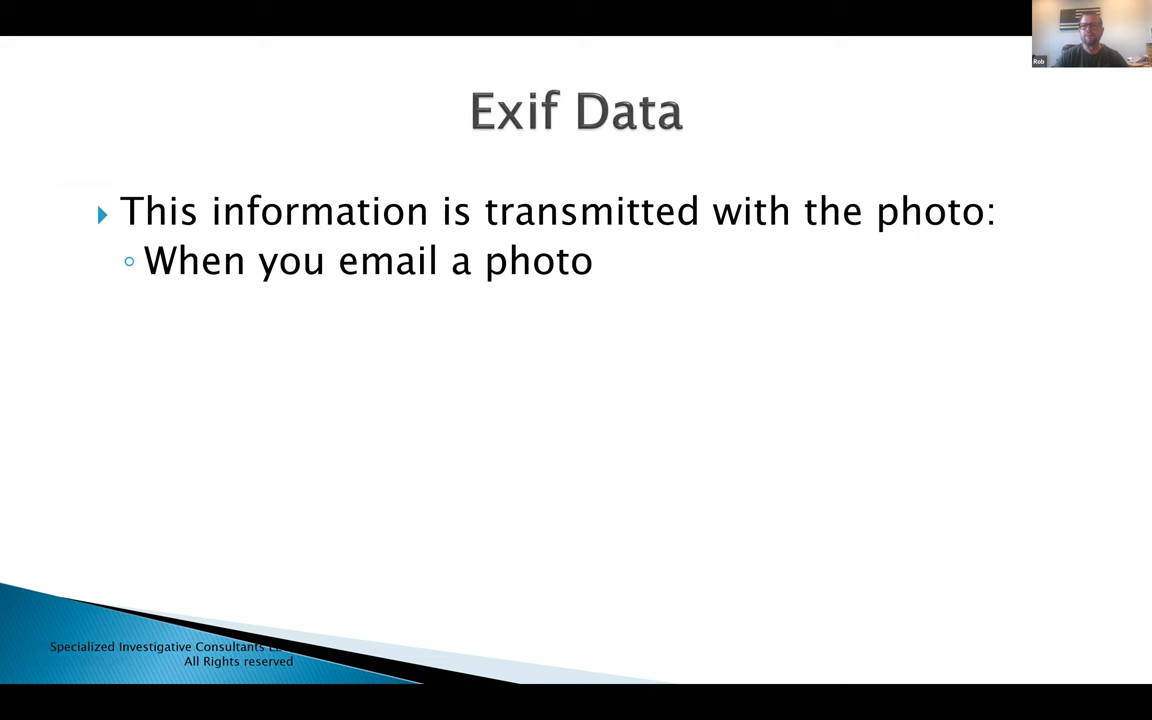 Rob
Exif Data
This information is transmitted with the photo:
When you email a photo
Specialized Investigative Consultants
All Rights reserved